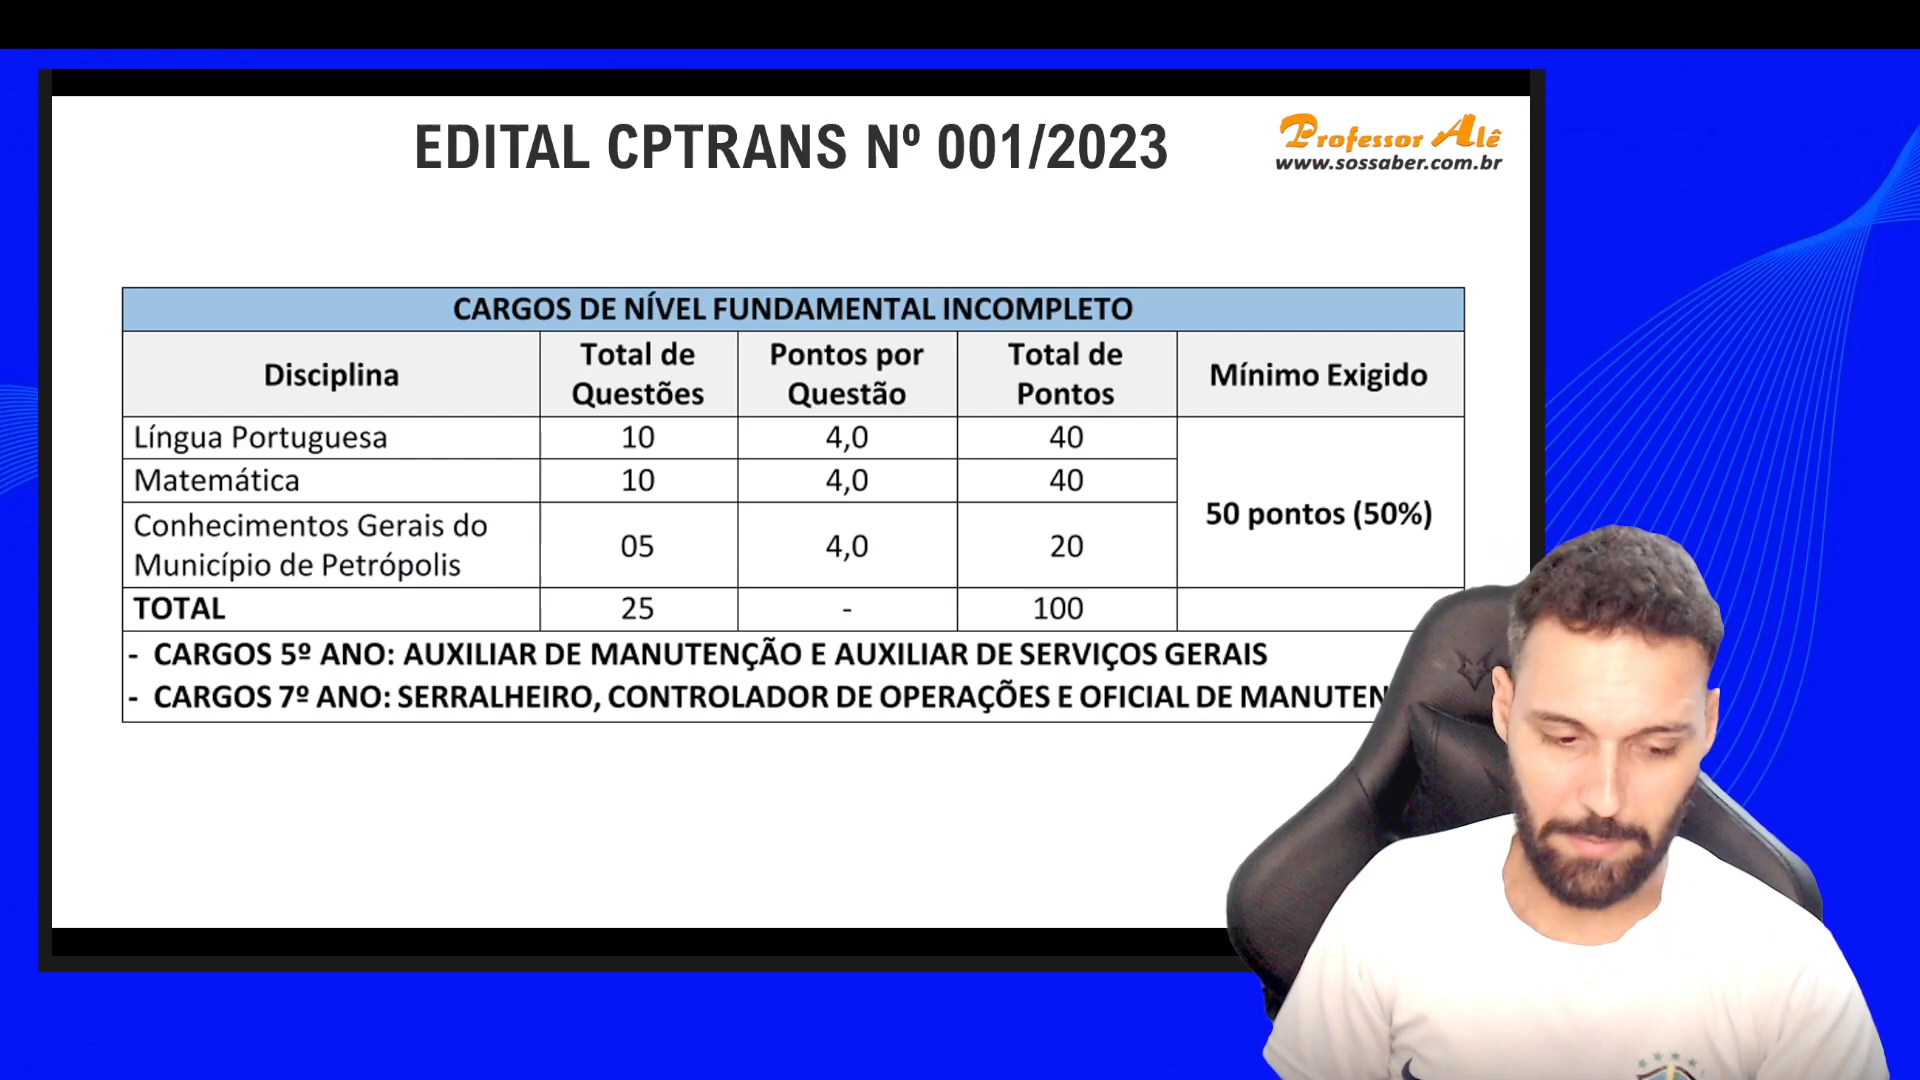 EDITAL CPTRANS Nº 001/2023
Professor Alê
www.sossaber.com.br
CARGOS DE NÍVEL FUNDAMENTAL INCOMPLETO
Disciplina
Total de
Questões
Pontos por
Questão
Total de
Pontos
Mínimo Exigido
Língua Portuguesa 10 4,0 40
Matemática 10 4,0 40
Conhecimentos Gerais do
Município de Petrópolis 05 4,0 20
50 pontos (50%)
TOTAL 25 - 100
- CARGOS 5º ANO: AUXILIAR DE MANUTENÇÃO E AUXILIAR DE SERVIÇOS GERAIS
- CARGOS 7º ANO: SERRALHEIRO, CONTROLADOR DE OPERAÇÕES E OFICIAL DE MANUTEN